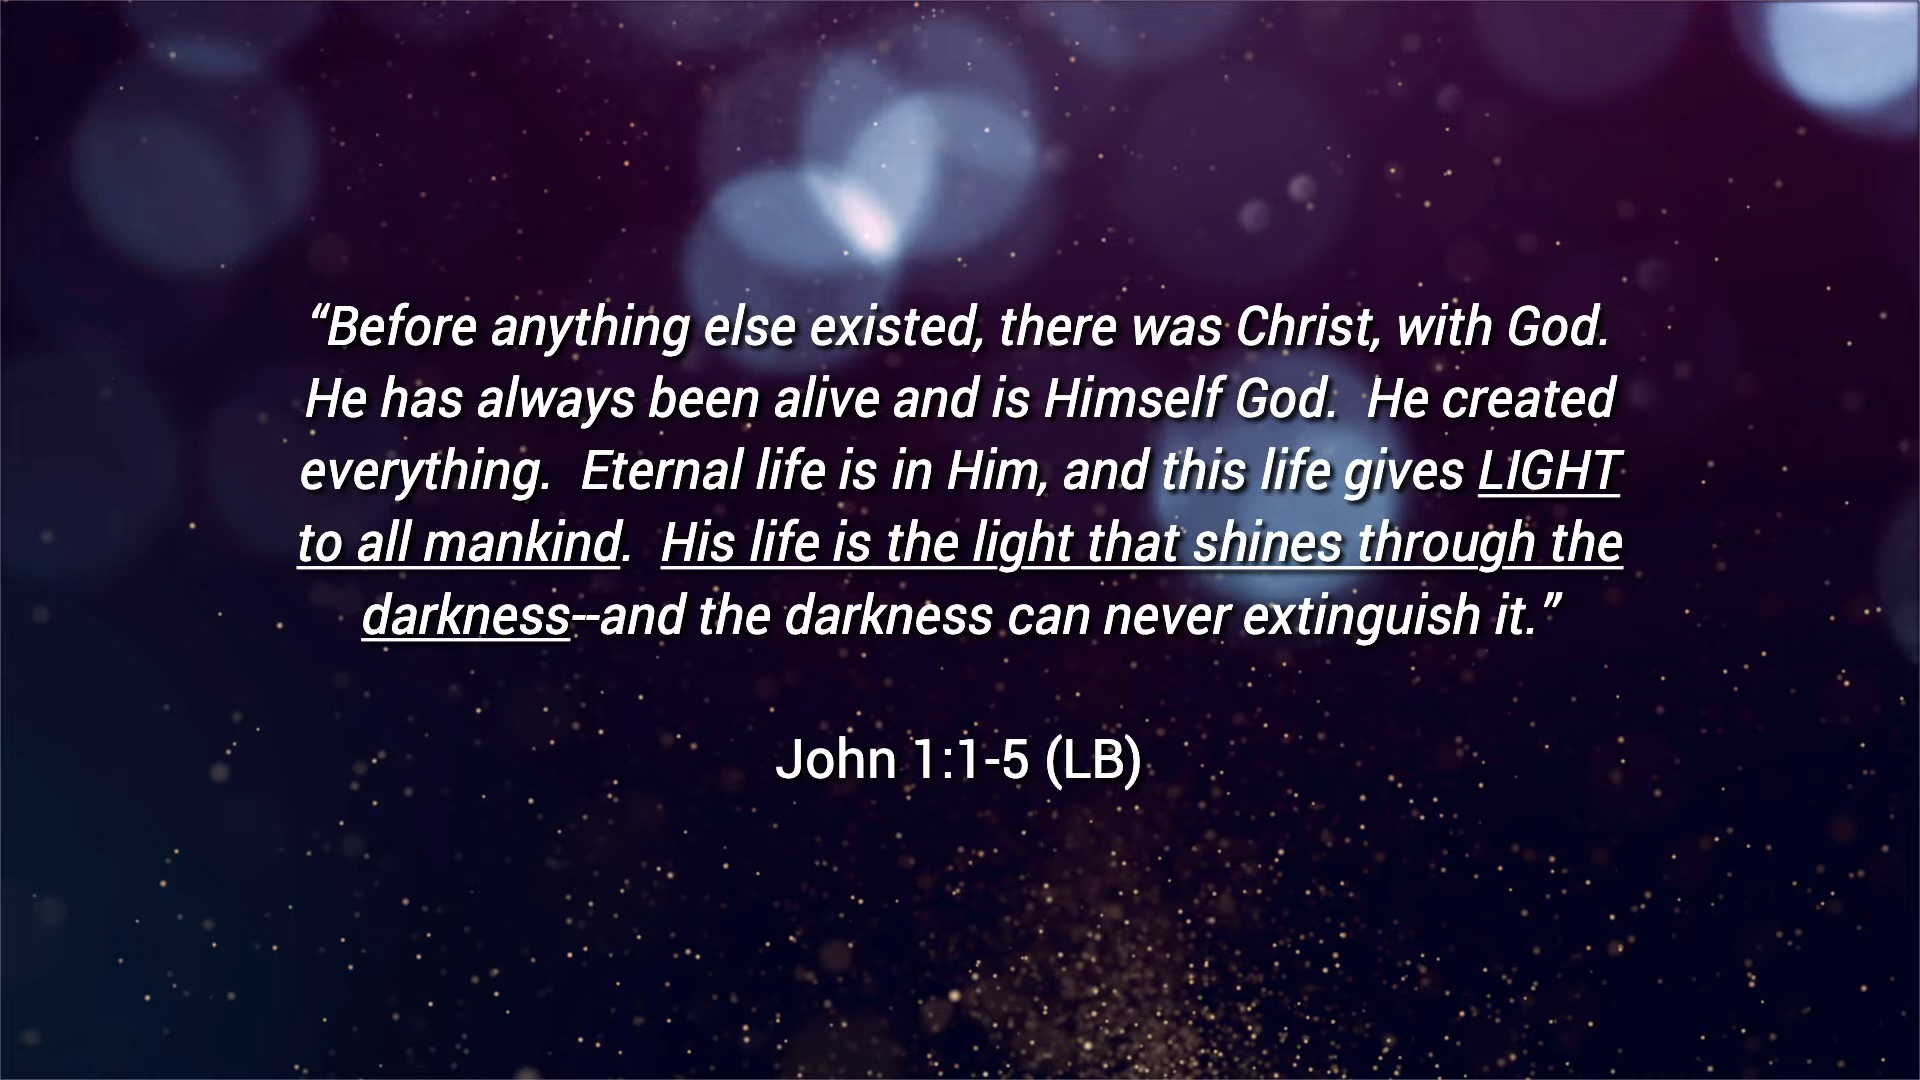 “Before anything else existed, there was Christ, with God.
He has always been alive and is Himself God.  He created
everything.  Eternal life is in Him, and this life gives LIGHT
to all mankind.  His life is the light that shines through the
darkness--and the darkness can never extinguish it.”
John 1:1-5 (LB)